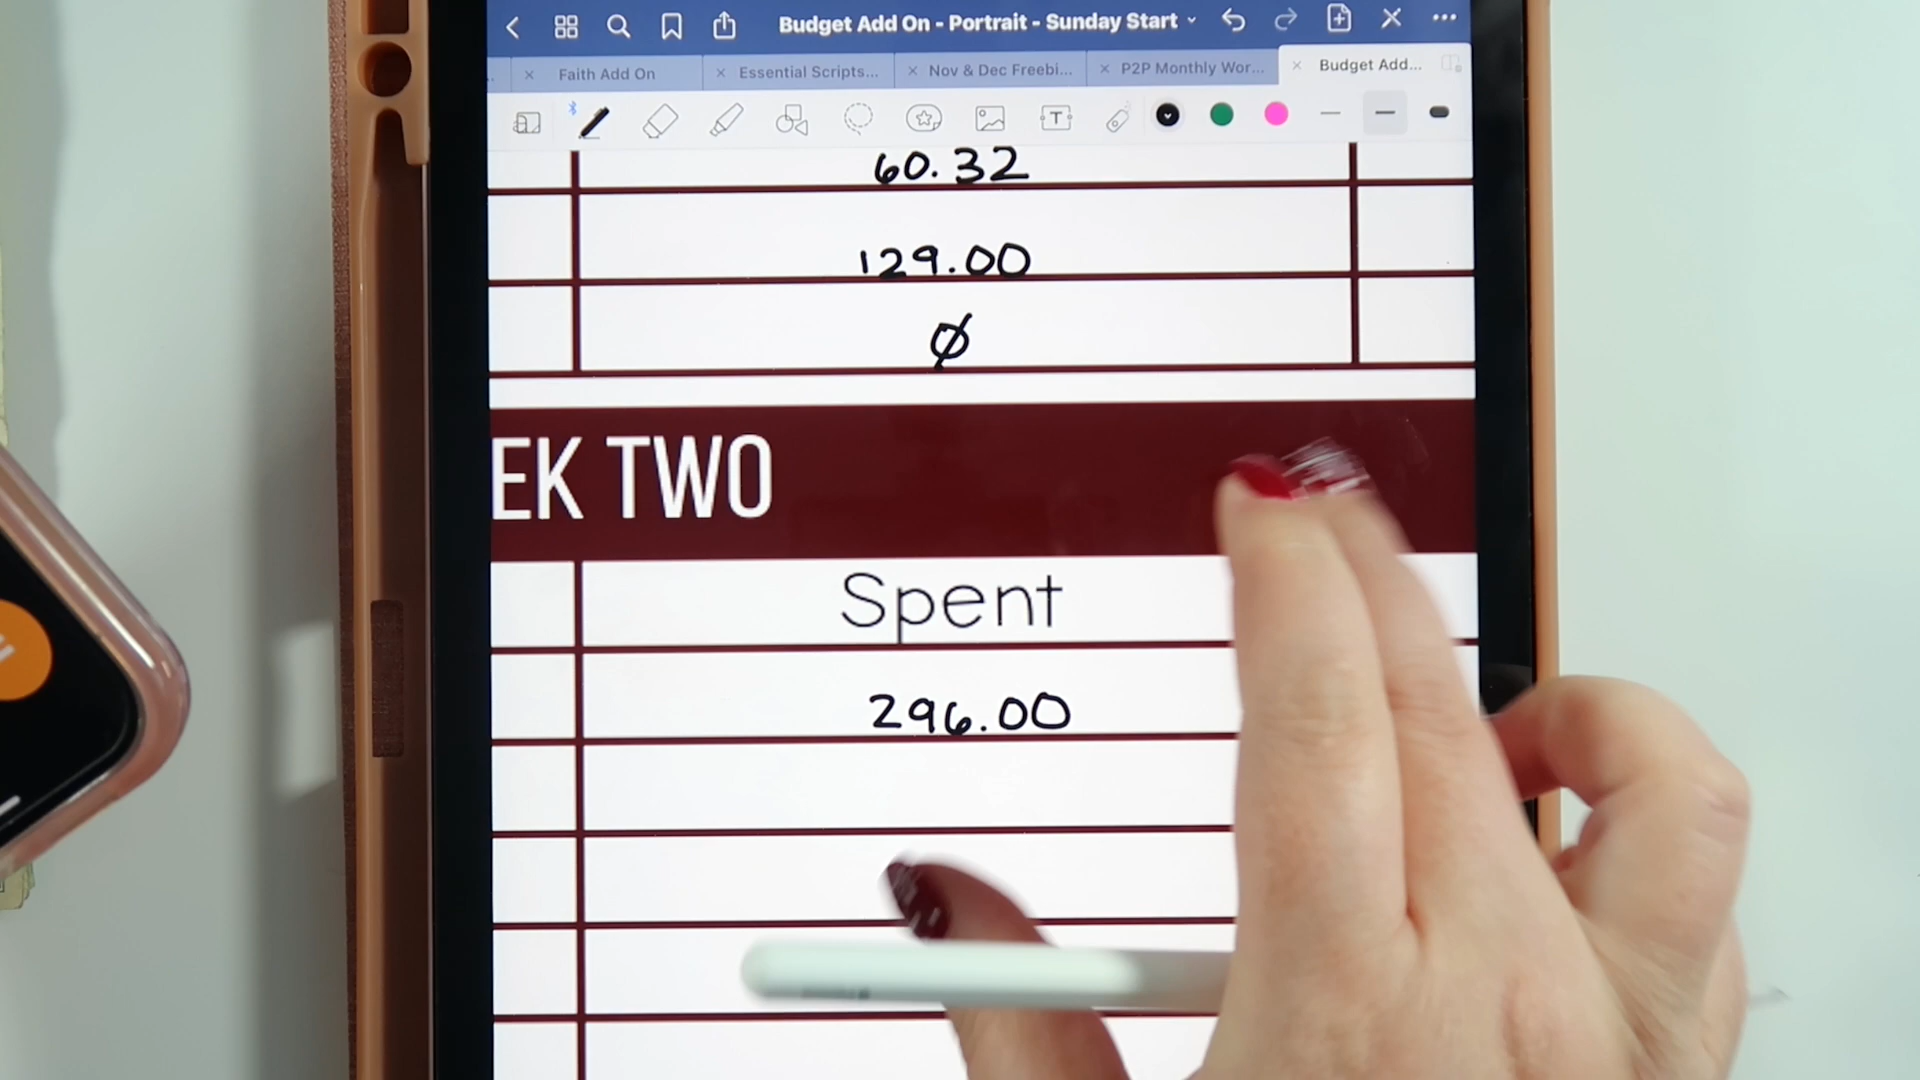 Budget Add On - Portrait - Sunday Start
Faith Add On
Essential Scripts...
Nov & Dec Freebi...
P2P Monthly Wor...
Budget Add...
T
60.32
129.00
Ø
EK TWO
Spent
296.00